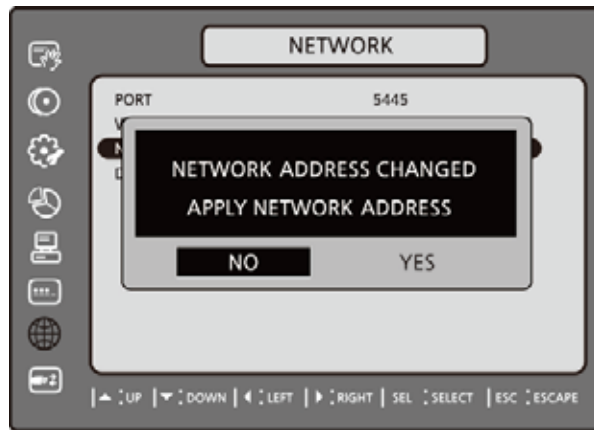 NETWORK
PORT 5445
NETWORK ADDRESS CHANGED
APPLY NETWORK ADDRESS
NO YES
▲ : UP | ▼ : DOWN | ◀ : LEFT | ▶ : RIGHT | SEL : SELECT | ESC : ESCAPE